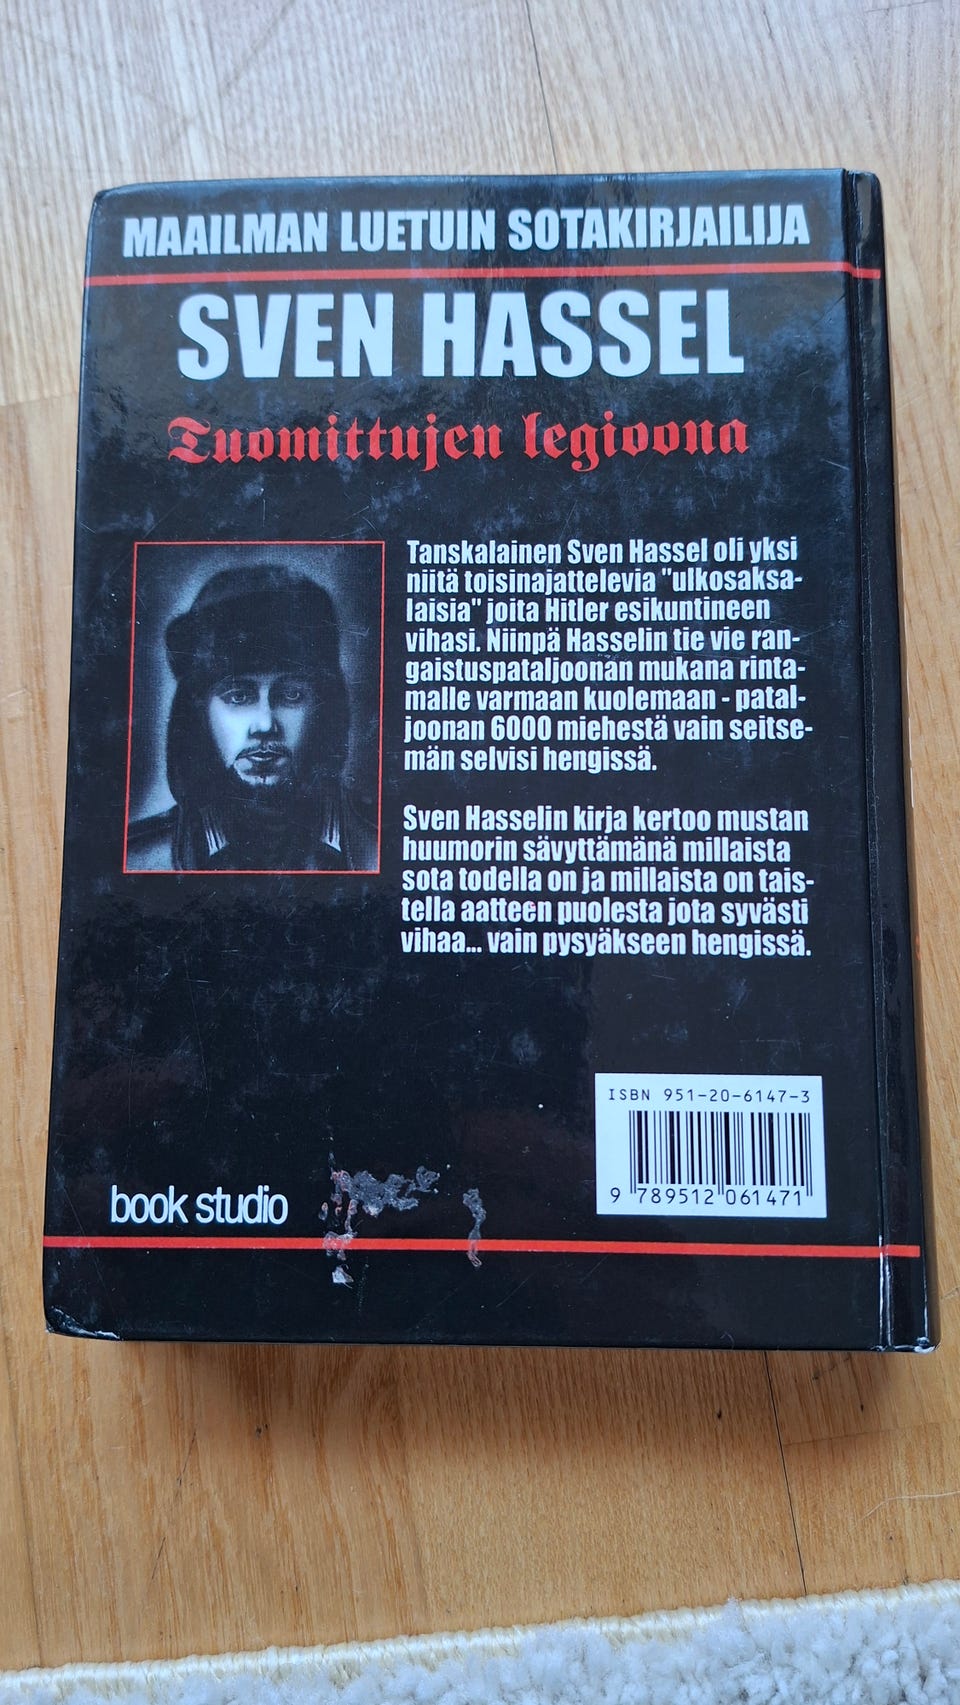 MAAILMAN LUETUIN SOTAKIRJAILIJA
SVEN HASSEL
Tuomittujen legioona
Tanskalainen Sven Hassel oli yksi
niitä toisinajattelevia "ulkosaksa-
laisia" joita Hitler esikuntineen
vihasi. Niinpä Hasselin tie vie ran-
gaistuspataljoonan mukana rinta-
malle varmaan kuolemaan - patal-
joonan 6000 miehestä vain seitse-
män selvisi hengissä.
Sven Hasselin kirja kertoo mustan
huumorin sävyttämänä millaista
sota todella on ja millaista on tais-
tella aatteen puolesta jota syvästi
vihaa... vain pysyäkseen hengissä.
ISBN 951-20-6147-3
9 789512 061471
book studio